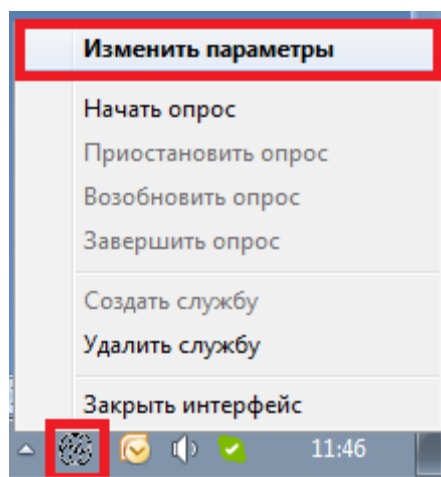 Изменить параметры
Начать опрос
Приостановить опрос
Возобновить опрос
Завершить опрос
Создать службу
Удалить службу
Закрыть интерфейс
11:46